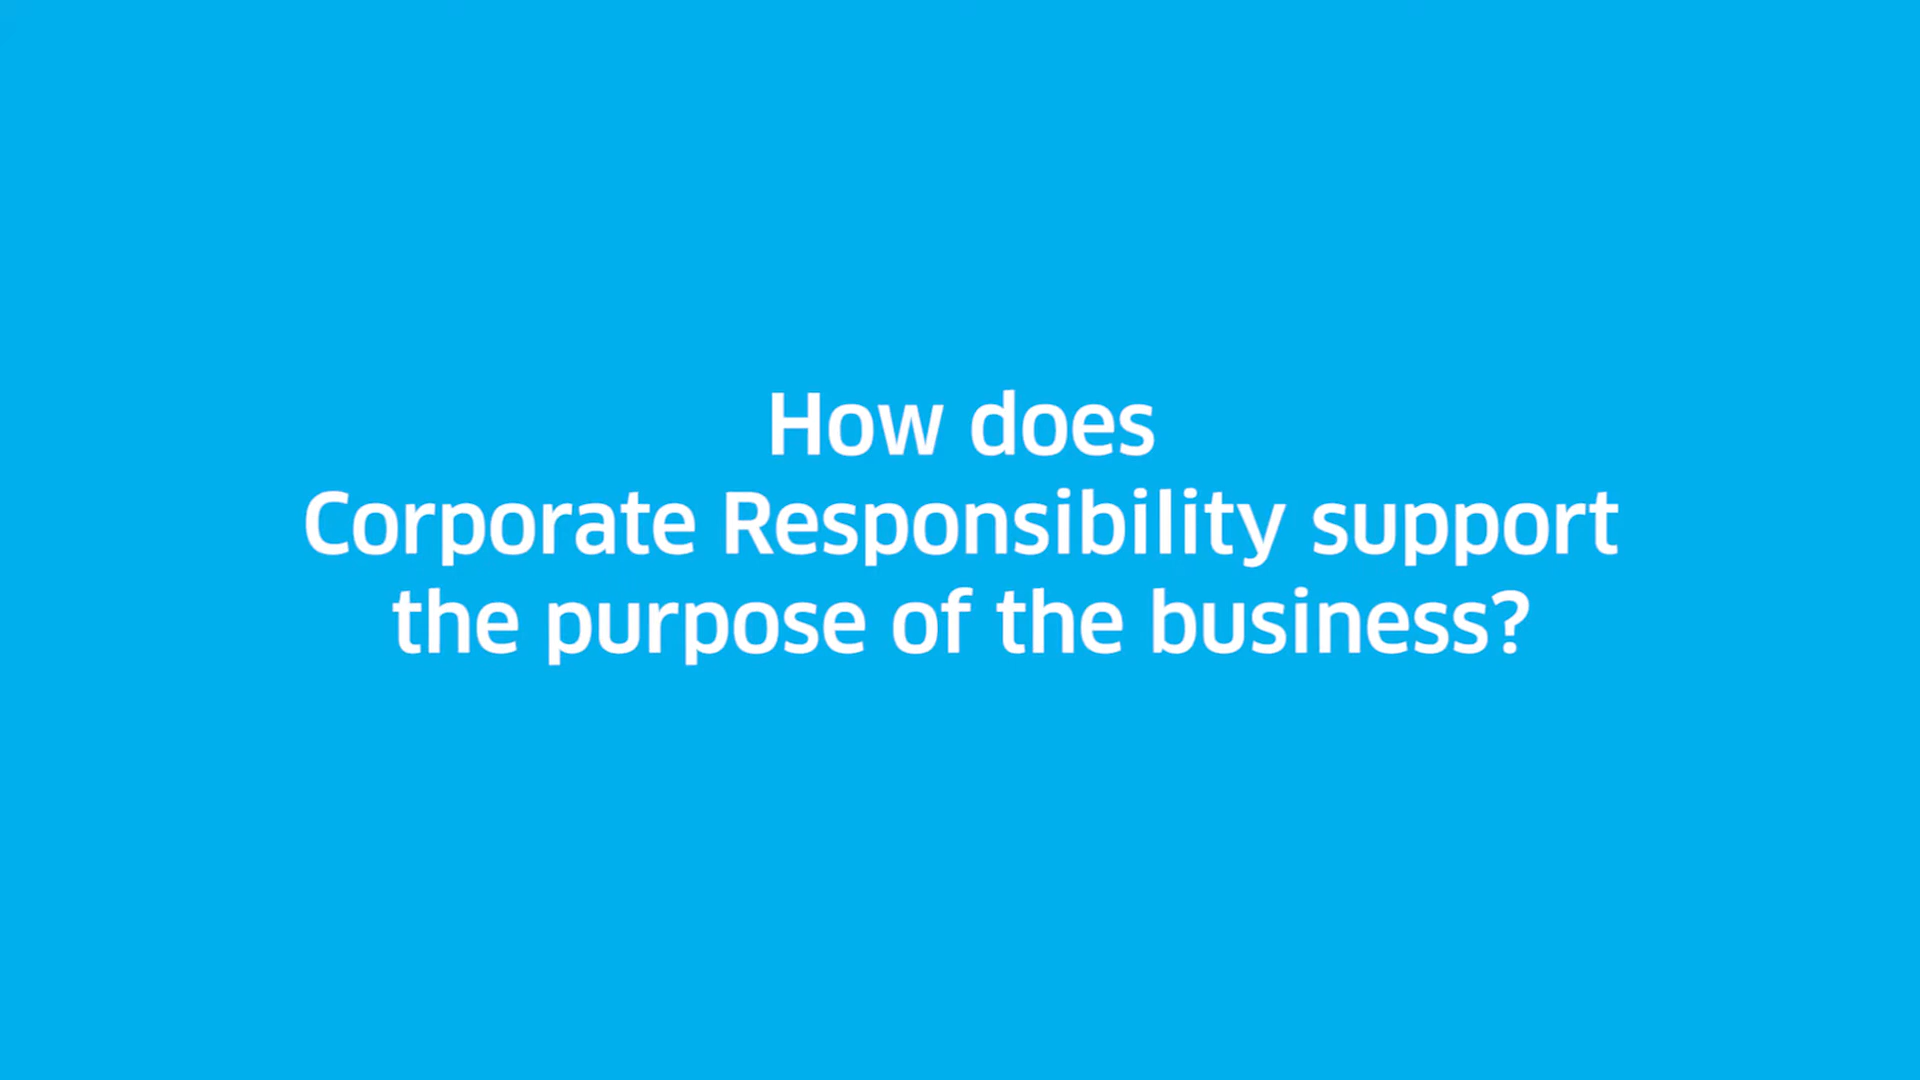 How does
Corporate Responsibility support
the purpose of the business?